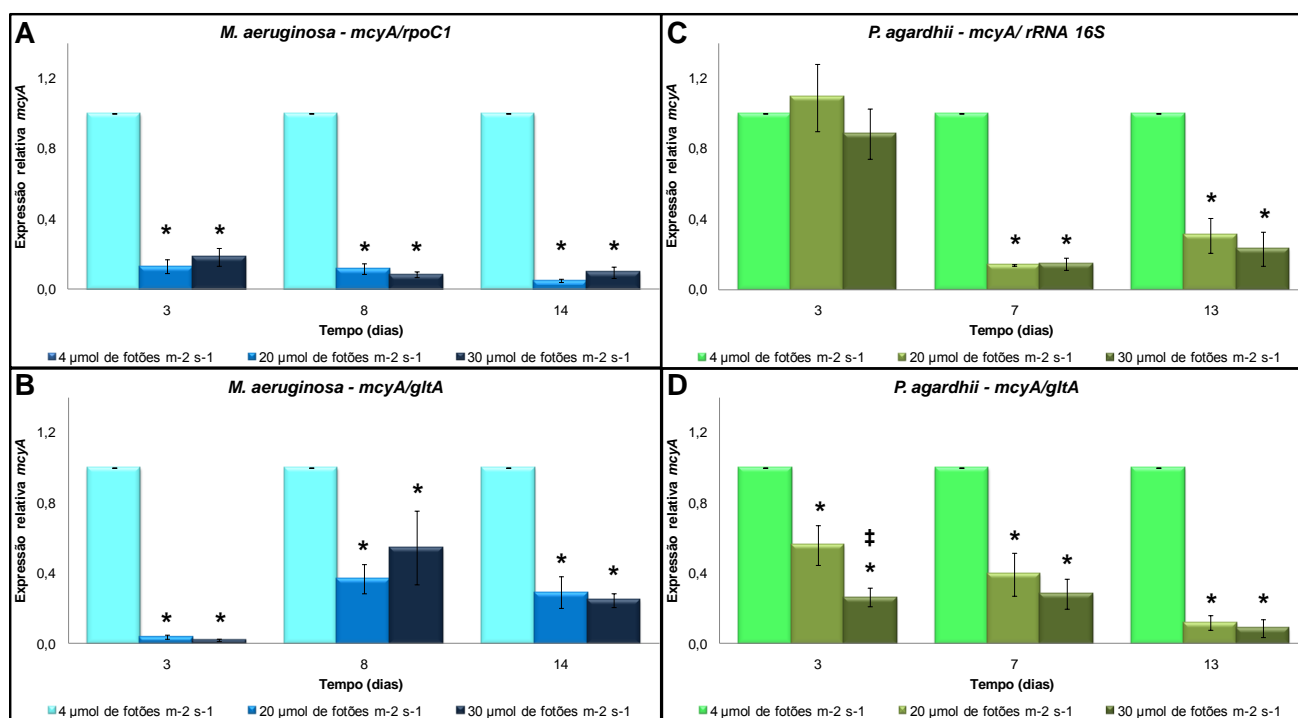 A
M. aeruginosa - mcyA/rpoC1
Expressão relativa mcyA
1,2
0,8
0,4
0,0
* * * * * *
3 8 14
Tempo (dias)
4 µmol de fotões m-2 s-1 20 µmol de fotões m-2 s-1 30 µmol de fotões m-2 s-1
B
M. aeruginosa - mcyA/gltA
Expressão relativa mcyA
1,2
0,8
0,4
0,0
* * * * * *
3 8 14
Tempo (dias)
4 µmol de fotões m-2 s-1 20 µmol de fotões m-2 s-1 30 µmol de fotões m-2 s-1
C
P. agardhii - mcyA/ rRNA 16S
Expressão relativa mcyA
1,2
0,8
0,4
0,0
* * * *
3 7 13
Tempo (dias)
4 µmol de fotões m-2 s-1 20 µmol de fotões m-2 s-1 30 µmol de fotões m-2 s-1
D
P. agardhii - mcyA/gltA
Expressão relativa mcyA
1,2
0,8
0,4
0,0
‡
* * * * * *
3 7 13
Tempo (dias)
4 µmol de fotões m-2 s-1 20 µmol de fotões m-2 s-1 30 µmol de fotões m-2 s-1